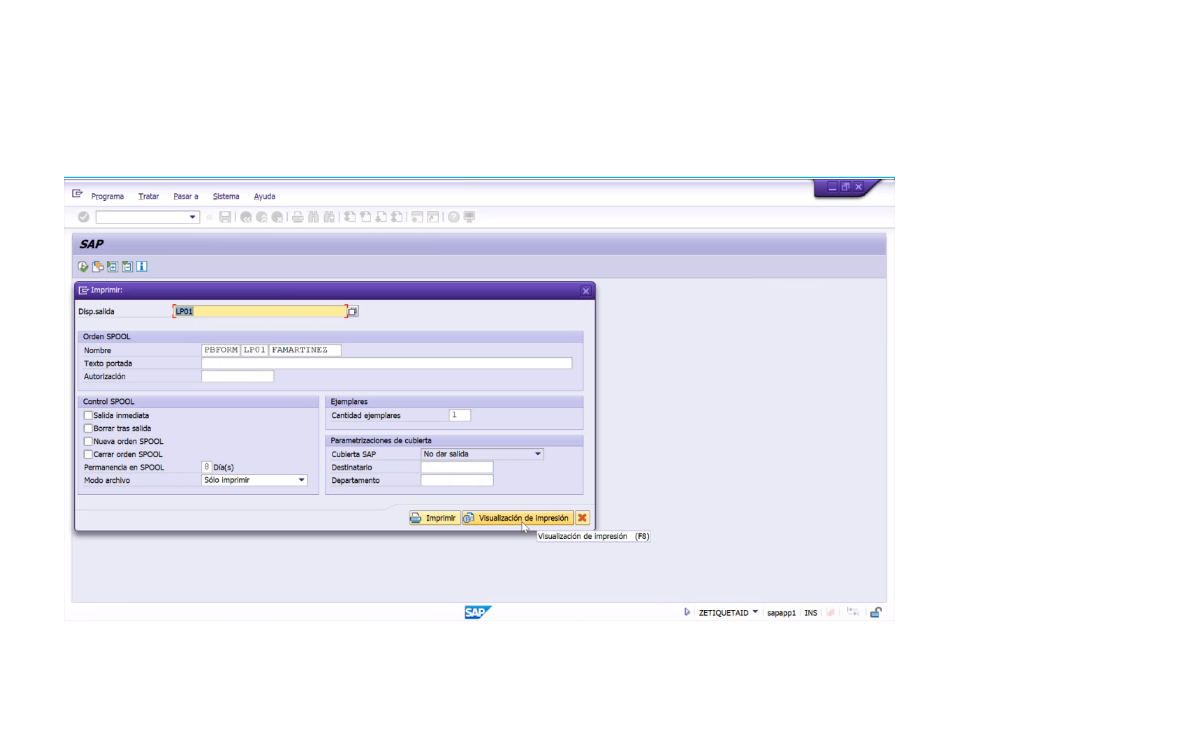 Programa Tratar Pasar a Sistema Ayuda
SAP
Imprimir:
Disp.salida LP01
Orden SPOOL
Nombre PBFORM LP01 FAMARTINEZ
Texto portada
Autorización
Control SPOOL
Salida inmediata
Borrar tras salida
Nueva orden SPOOL
Cerrar orden SPOOL
Permanencia en SPOOL 8 Día(s)
Modo archivo Sólo imprimir
Ejemplares
Cantidad ejemplares 1
Parametrizaciones de cubierta
Cubierta SAP No dar salida
Destinatario
Departamento
Imprimir Visualización de impresión
Visualización de impresión (F8)
SAP
ZETIQUETAID sapapp1 INS